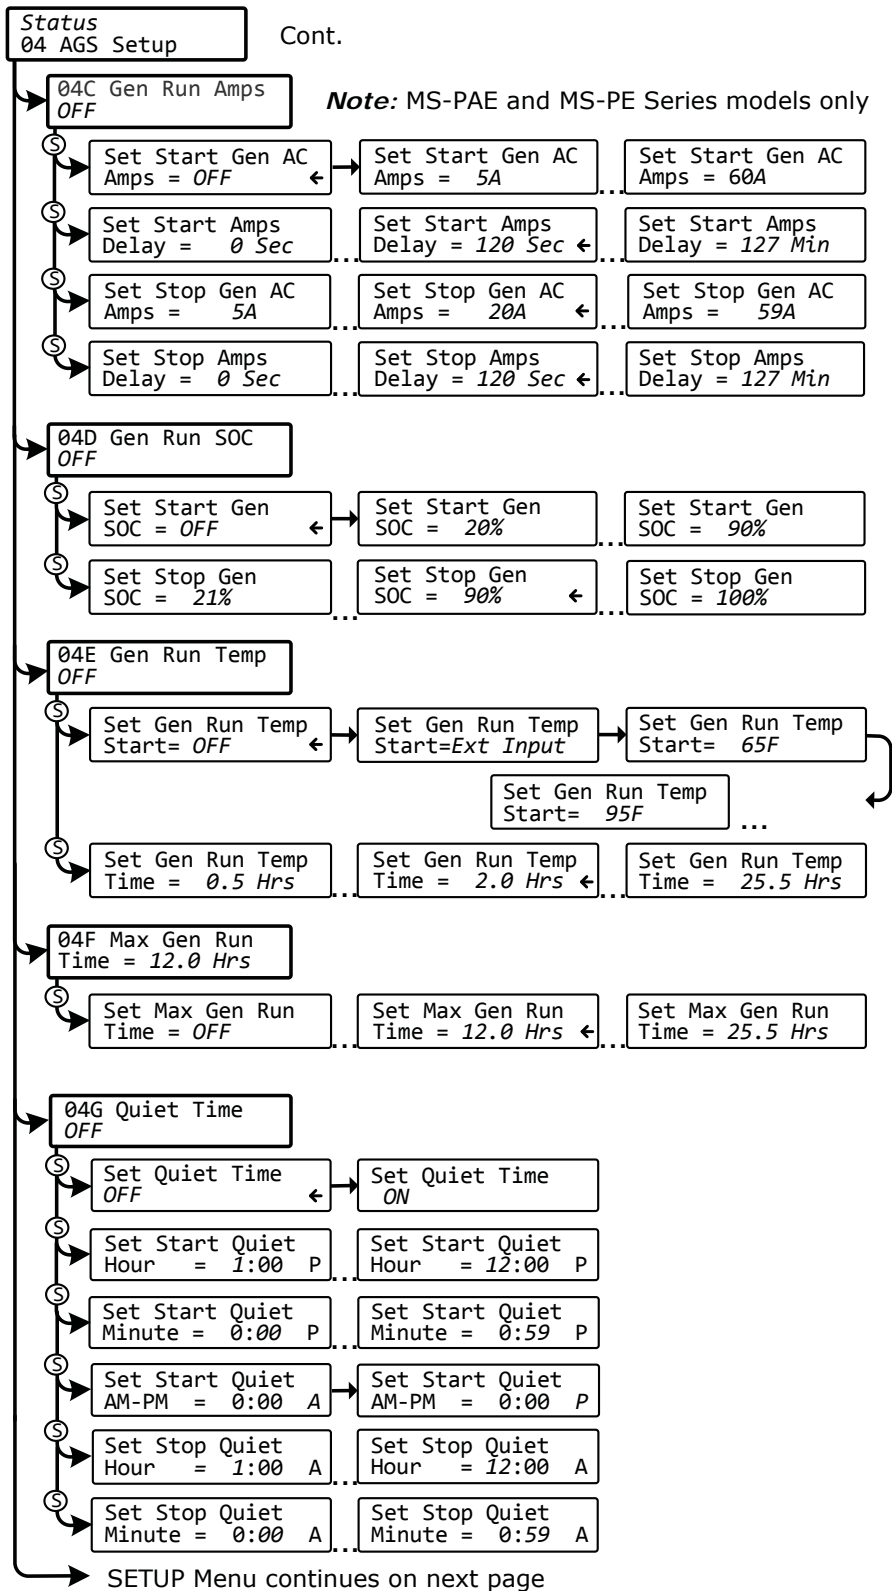 Status
04 AGS Setup
Cont.
04C Gen Run Amps
OFF
Note: MS-PAE and MS-PE Series models only
S
Set Start Gen AC
Amps = OFF ←
Set Start Gen AC
Amps = 5A
...
Set Start Gen AC
Amps = 60A
S
Set Start Amps
Delay = 0 Sec
...
Set Start Amps
Delay = 120 Sec ←
...
Set Start Amps
Delay = 127 Min
S
Set Stop Gen AC
Amps = 5A
...
Set Stop Gen AC
Amps = 20A ←
...
Set Stop Gen AC
Amps = 59A
S
Set Stop Amps
Delay = 0 Sec
...
Set Stop Amps
Delay = 120 Sec ←
...
Set Stop Amps
Delay = 127 Min
04D Gen Run SOC
OFF
S
Set Start Gen
SOC = OFF ←
Set Start Gen
SOC = 20%
...
Set Start Gen
SOC = 90%
S
Set Stop Gen
SOC = 21%
...
Set Stop Gen
SOC = 90% ←
...
Set Stop Gen
SOC = 100%
04E Gen Run Temp
OFF
S
Set Gen Run Temp
Start= OFF ←
Set Gen Run Temp
Start=Ext Input
Set Gen Run Temp
Start= 65F
Set Gen Run Temp
Start= 95F
...
S
Set Gen Run Temp
Time = 0.5 Hrs
...
Set Gen Run Temp
Time = 2.0 Hrs ←
...
Set Gen Run Temp
Time = 25.5 Hrs
04F Max Gen Run
Time = 12.0 Hrs
S
Set Max Gen Run
Time = OFF
...
Set Max Gen Run
Time = 12.0 Hrs ←
...
Set Max Gen Run
Time = 25.5 Hrs
04G Quiet Time
OFF
S
Set Quiet Time
OFF ←
Set Quiet Time
ON
S
Set Start Quiet
Hour = 1:00 P
...
Set Start Quiet
Hour = 12:00 P
S
Set Start Quiet
Minute = 0:00 P
...
Set Start Quiet
Minute = 0:59 P
S
Set Start Quiet
AM-PM = 0:00 A
Set Start Quiet
AM-PM = 0:00 P
S
Set Stop Quiet
Hour = 1:00 A
...
Set Stop Quiet
Hour = 12:00 A
S
Set Stop Quiet
Minute = 0:00 A
...
Set Stop Quiet
Minute = 0:59 A
SETUP Menu continues on next page